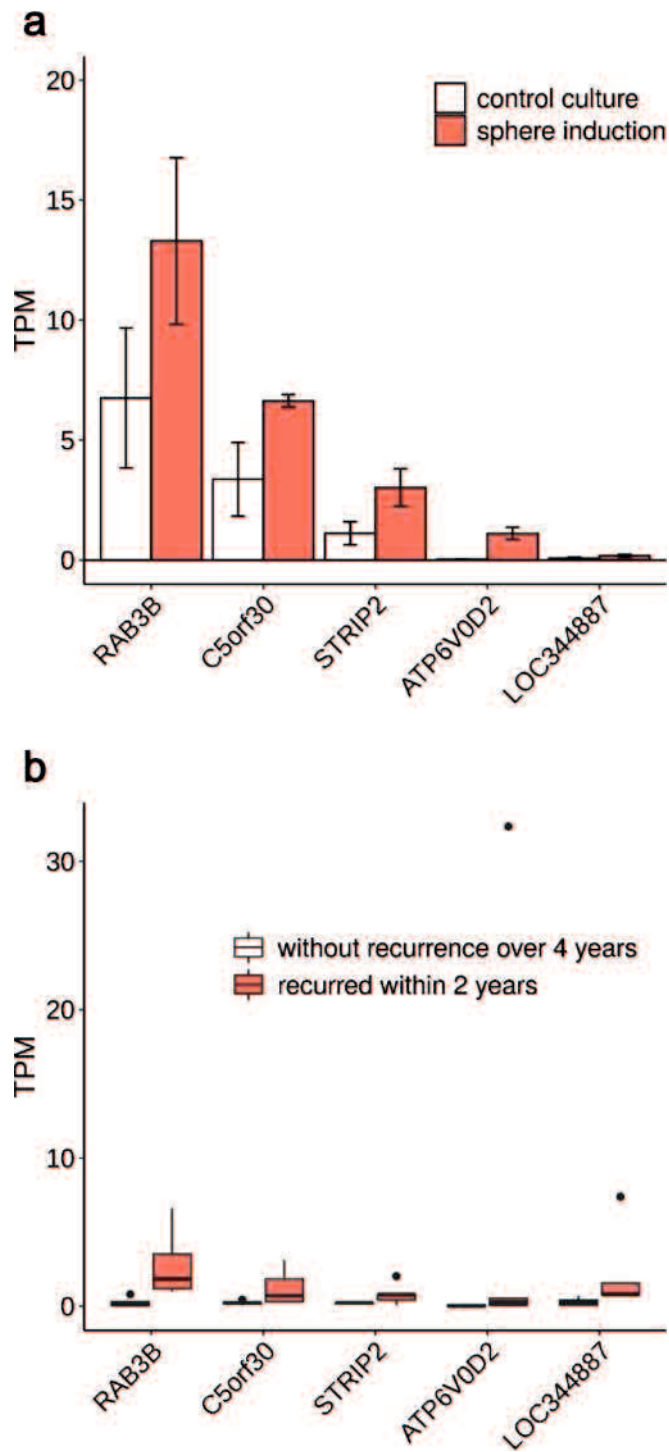 a
20
15
10
5
0
TPM
control culture
sphere induction
RAB3B
C5orf30
STRIP2
ATP6V0D2
LOC344887
b
30
20
10
0
TPM
without recurrence over 4 years
recurred within 2 years
RAB3B
C5orf30
STRIP2
ATP6V0D2
LOC344887